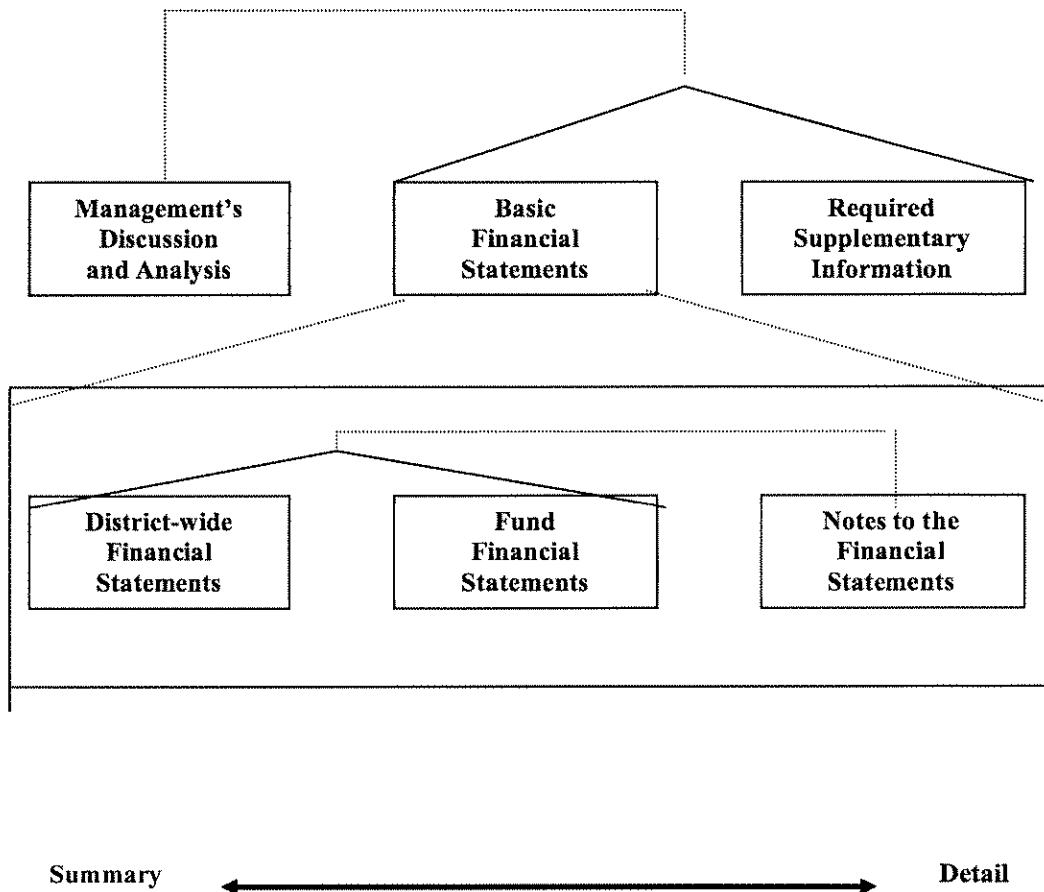 Management's
Discussion
and Analysis
Basic
Financial
Statements
Required
Supplementary
Information
District-wide
Financial
Statements
Fund
Financial
Statements
Notes to the
Financial
Statements
Summary
Detail